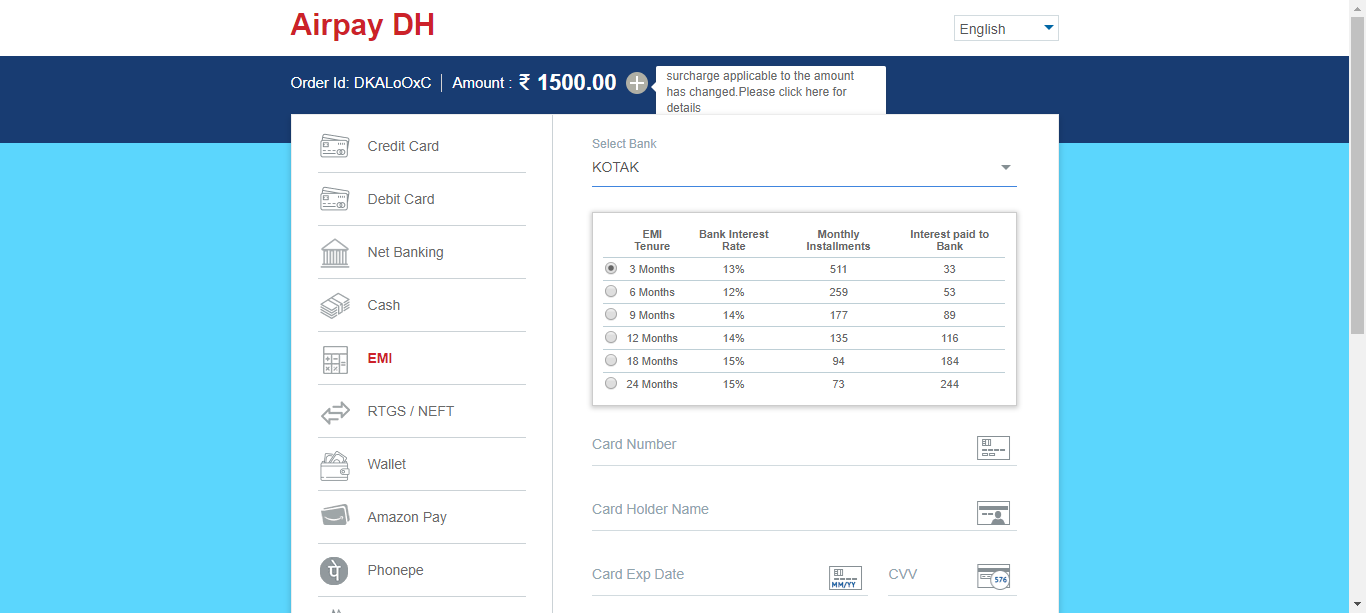 Airpay DH
English
Order Id: DKALoOxC | Amount : ₹ 1500.00
surcharge applicable to the amount
has changed.Please click here for
details
Credit Card
Debit Card
Net Banking
Cash
EMI
RTGS / NEFT
Wallet
Amazon Pay
Phonepe
Select Bank
KOTAK
EMI Tenure Bank Interest Rate Monthly Installments Interest paid to Bank
3 Months 13% 511 33
6 Months 12% 259 53
9 Months 14% 177 89
12 Months 14% 135 116
18 Months 15% 94 184
24 Months 15% 73 244
Card Number
Card Holder Name
Card Exp Date MM/YY CVV 576